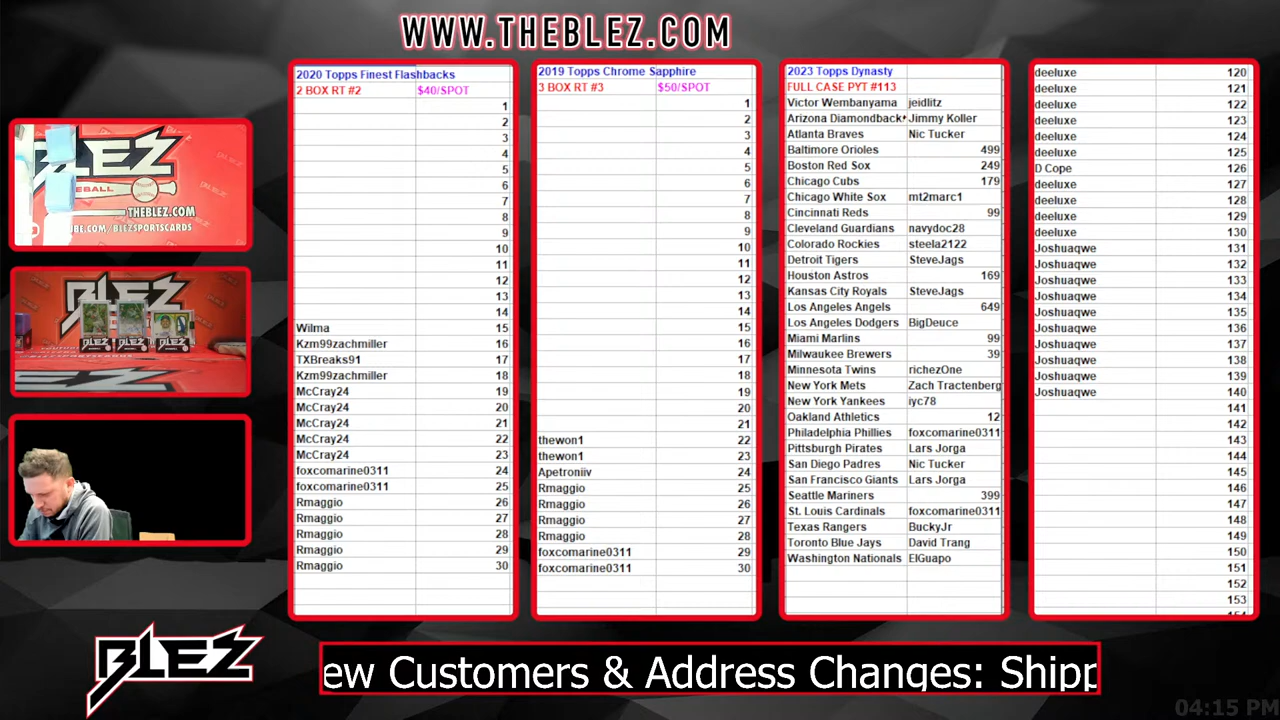 WWW.THEBLEZ.COM
2020 Topps Finest Flashbacks
2 BOX RT #2 $40/SPOT
1
2
3
4
5
6
7
8
9
10
11
12
13
14
Wilma 15
Kzm99zachmiller 16
TXBreaks91 17
Kzm99zachmiller 18
McCray24 19
McCray24 20
McCray24 21
McCray24 22
McCray24 23
foxcomarine0311 24
foxcomarine0311 25
Rmaggio 26
Rmaggio 27
Rmaggio 28
Rmaggio 29
Rmaggio 30
2019 Topps Chrome Sapphire
3 BOX RT #3 $50/SPOT
1
2
3
4
5
6
7
8
9
10
11
12
13
14
15
16
17
18
19
20
21
thewon1 22
thewon1 23
Apetroniiv 24
Rmaggio 25
Rmaggio 26
Rmaggio 27
Rmaggio 28
foxcomarine0311 29
foxcomarine0311 30
2023 Topps Dynasty
FULL CASE PYT #113
Victor Wembanyama jeidlitz
Arizona Diamondback Jimmy Koller
Atlanta Braves Nic Tucker
Baltimore Orioles 499
Boston Red Sox 249
Chicago Cubs 179
Chicago White Sox mt2marc1
Cincinnati Reds 99
Cleveland Guardians navydoc28
Colorado Rockies steela2122
Detroit Tigers SteveJags
Houston Astros 169
Kansas City Royals SteveJags
Los Angeles Angels 649
Los Angeles Dodgers BigDeuce
Miami Marlins 99
Milwaukee Brewers 39
Minnesota Twins richezOne
New York Mets Zach Tractenberg
New York Yankees iyc78
Oakland Athletics 12
Philadelphia Phillies foxcomarine0311
Pittsburgh Pirates Lars Jorga
San Diego Padres Nic Tucker
San Francisco Giants Lars Jorga
Seattle Mariners 399
St. Louis Cardinals foxcomarine0311
Texas Rangers BuckyJr
Toronto Blue Jays David Trang
Washington Nationals ElGuapo
deeluxe 120
deeluxe 121
deeluxe 122
deeluxe 123
deeluxe 124
deeluxe 125
D Cope 126
deeluxe 127
deeluxe 128
deeluxe 129
deeluxe 130
Joshuaqwe 131
Joshuaqwe 132
Joshuaqwe 133
Joshuaqwe 134
Joshuaqwe 135
Joshuaqwe 136
Joshuaqwe 137
Joshuaqwe 138
Joshuaqwe 139
Joshuaqwe 140
141
142
143
144
145
146
147
148
149
150
151
152
153
BLEZ
THEBLEZ.COM
BLEZ
BLEZ
ew Customers & Address Changes: Shipp
04:15 PM